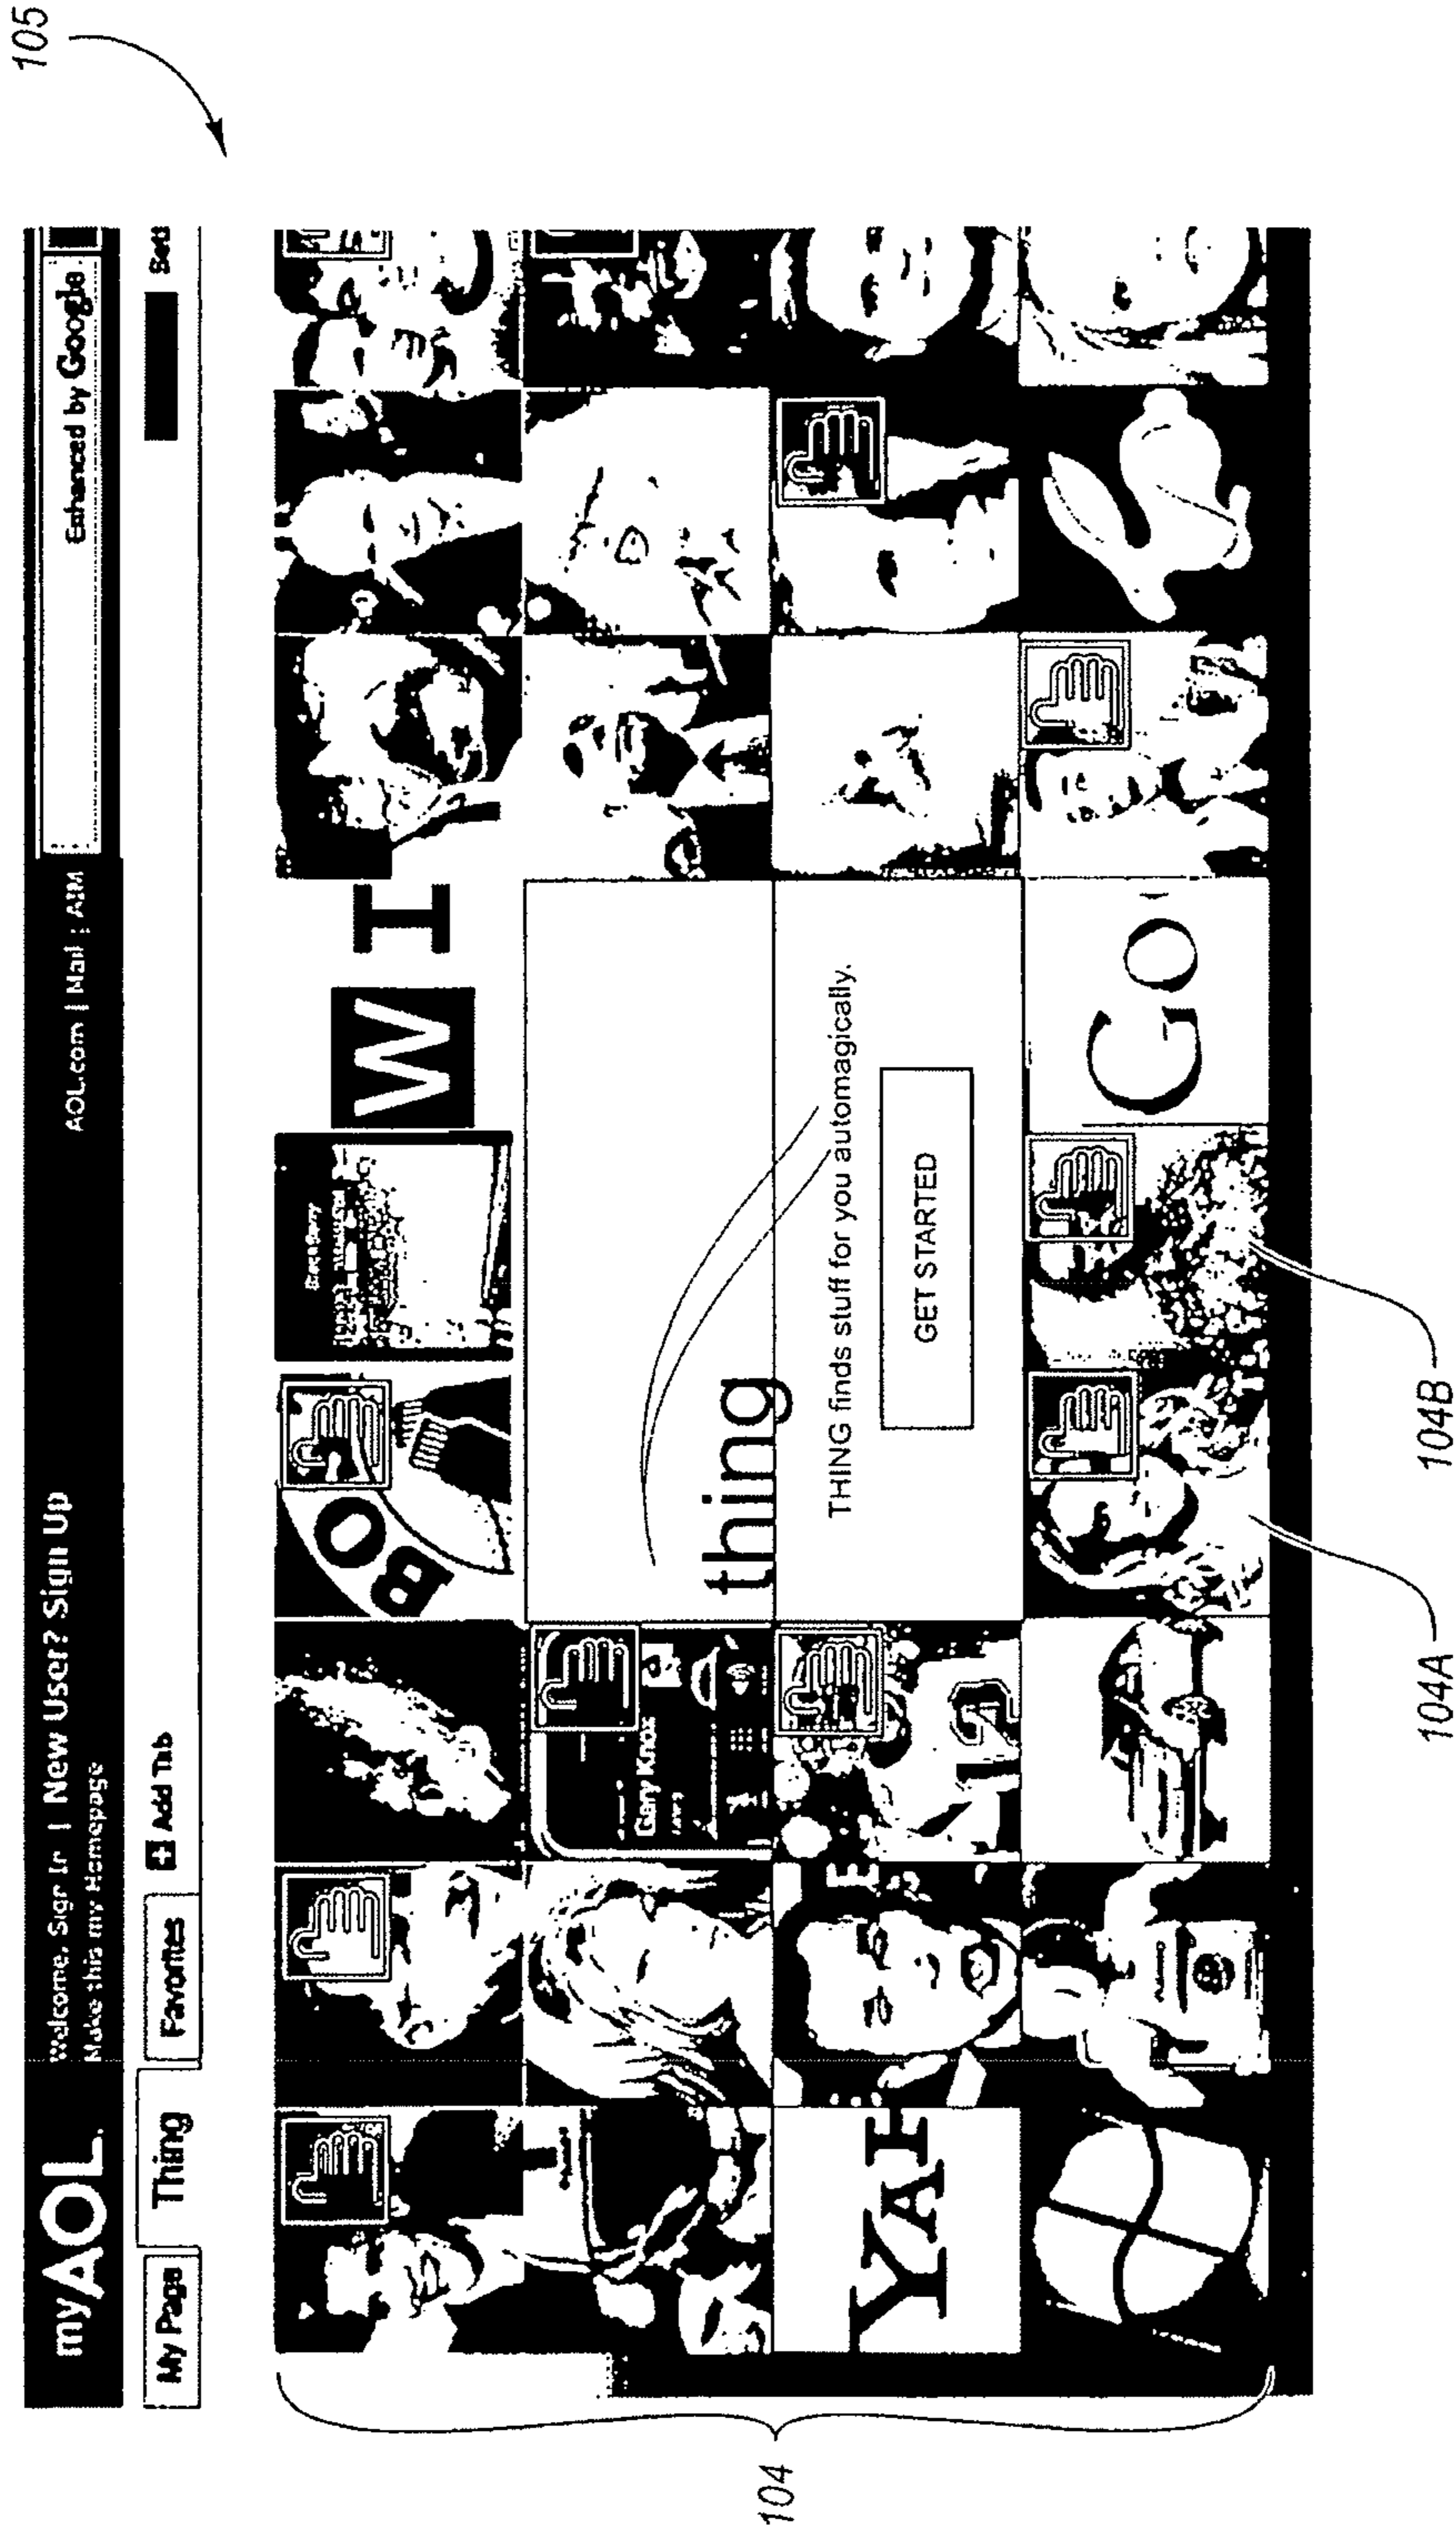 105
myAOL
Welcome, Sign In | New User? Sign Up
Make this my Homepage
AOL.com | Mail | AIM
Enhanced by Google
My Page
Thing
Favorites
+ Add Tab
BO
BlackBerry
W I
Gary Knox
12
YAH
thing
THING finds stuff for you automagically.
GET STARTED
Go
104
104A
104B